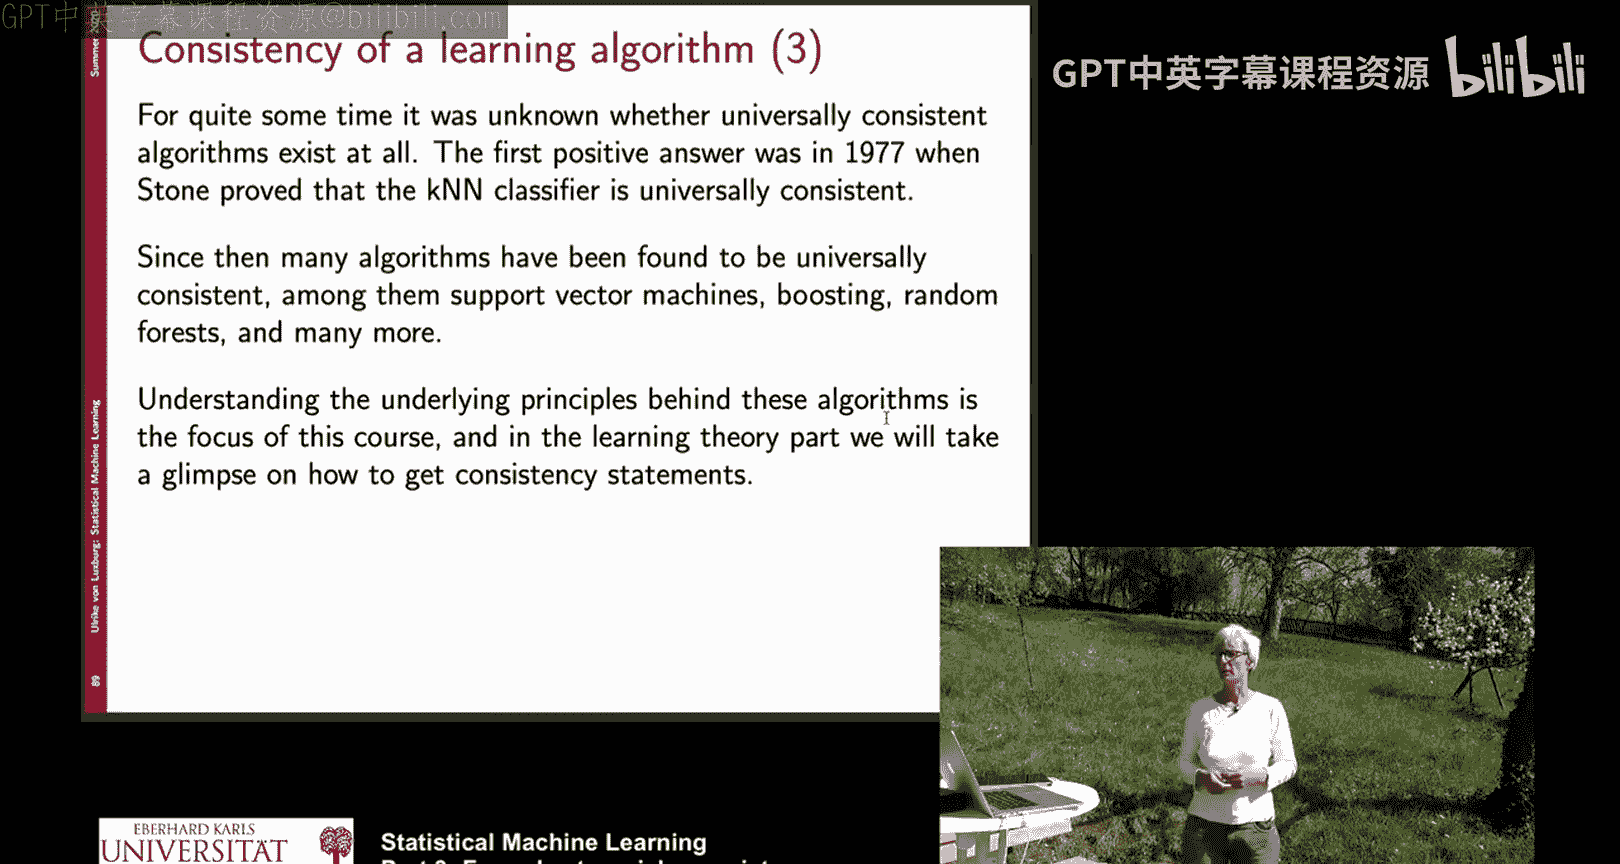 GPT中英字幕课程资源@bilibili.com
GPT中英字幕课程资源 bilibili
Summer 2020
Consistency of a learning algorithm (3)
For quite some time it was unknown whether universally consistent
algorithms exist at all. The first positive answer was in 1977 when
Stone proved that the kNN classifier is universally consistent.
Since then many algorithms have been found to be universally
consistent, among them support vector machines, boosting, random
forests, and many more.
Understanding the underlying principles behind these algorithms is
the focus of this course, and in the learning theory part we will take
a glimpse on how to get consistency statements.
Ulrike von Luxburg: Statistical Machine Learning
89
EBERHARD KARLS
UNIVERSITÄT
Statistical Machine Learning